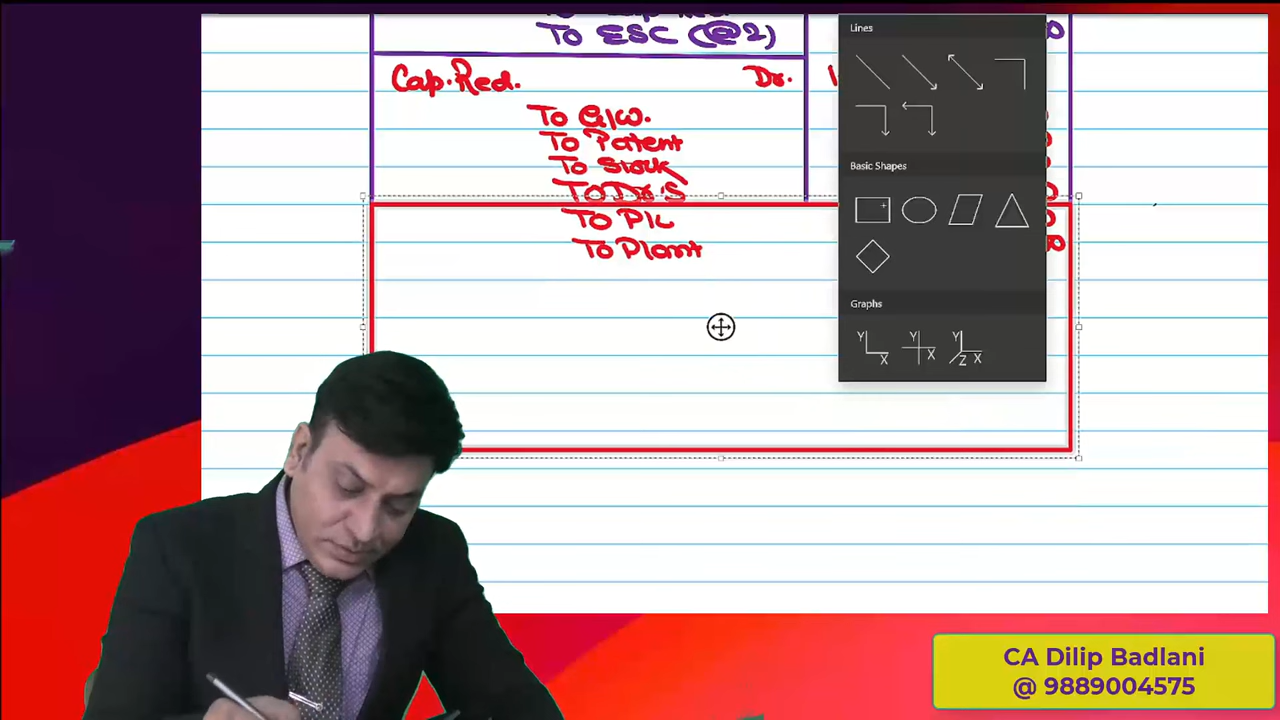 To ESC (@2)
Cap.Red. Dr.
To G/W.
To Patent
To Stock
To Dr's
To P/L
To Plant
Lines
Basic Shapes
Graphs
Y X
Y X
Y Z X
CA Dilip Badlani
@ 9889004575